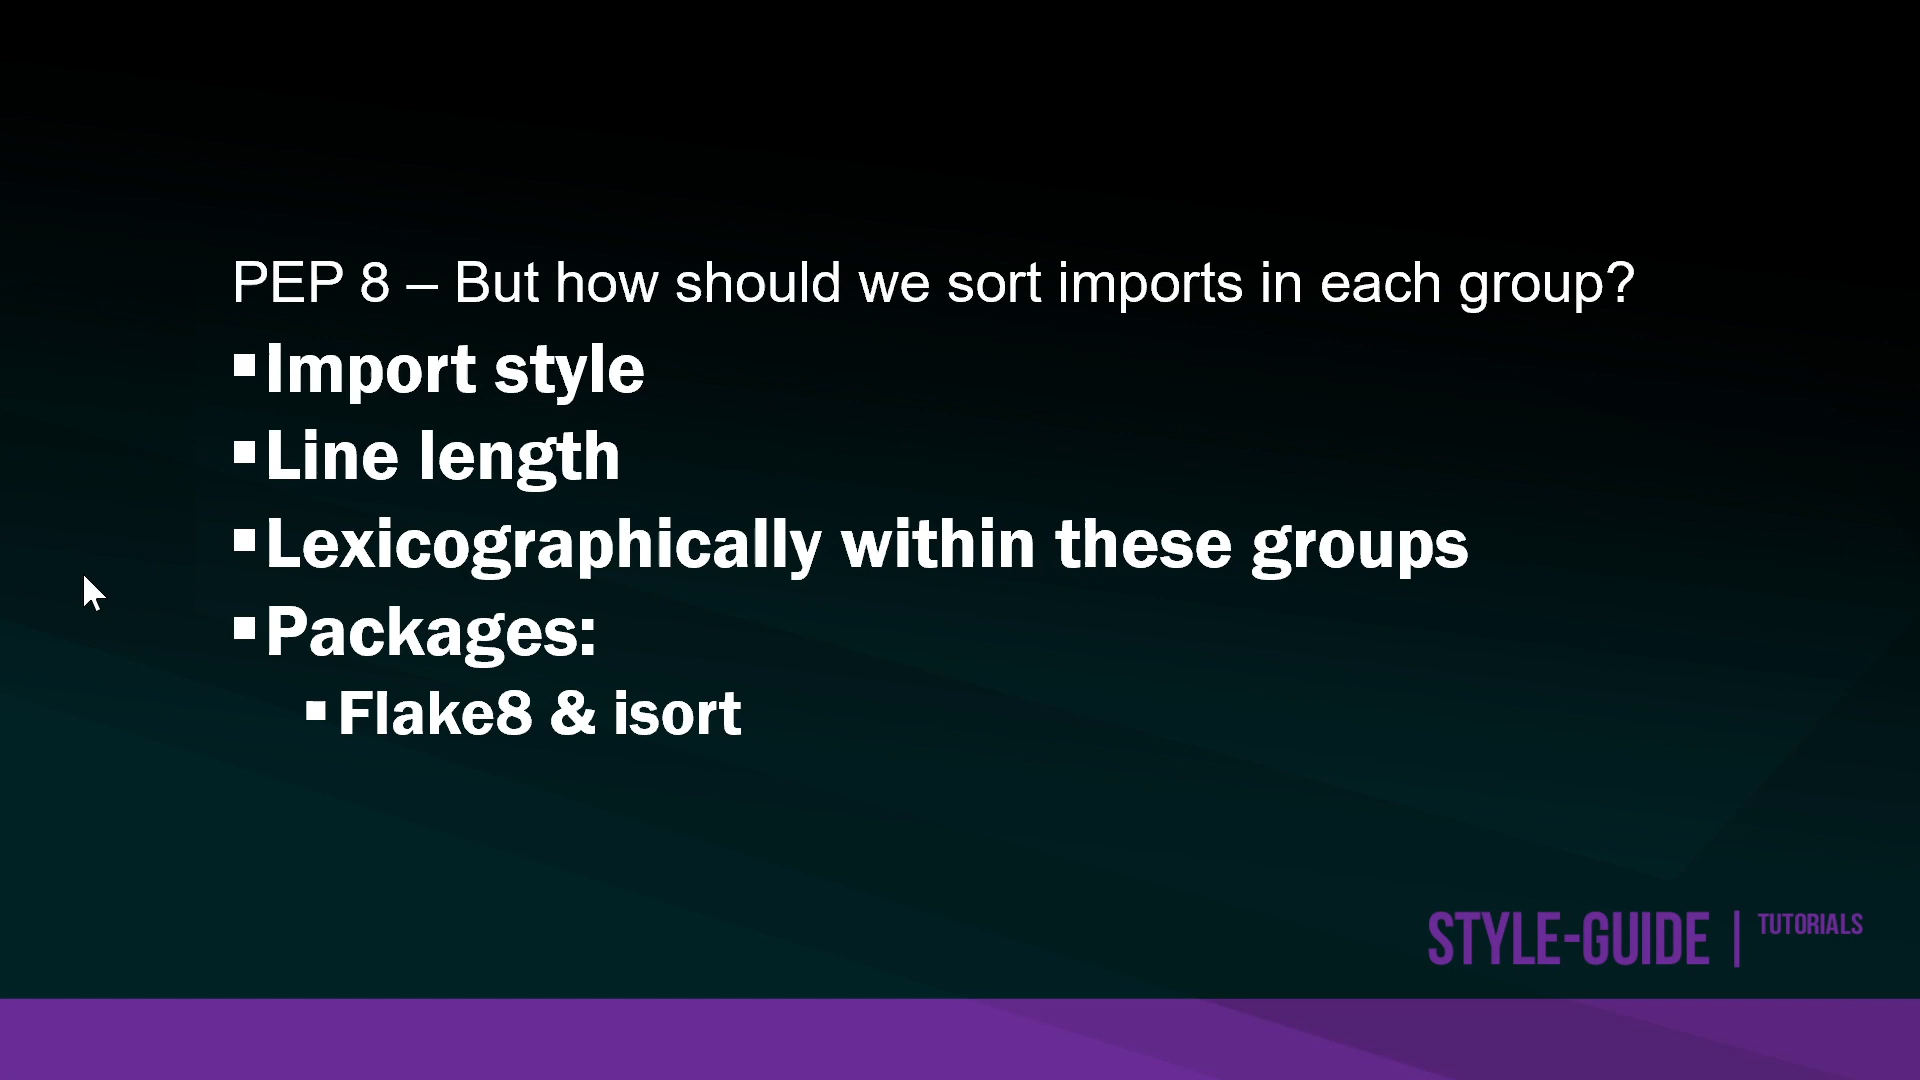 PEP 8 – But how should we sort imports in each group?
▪Import style
▪Line length
▪Lexicographically within these groups
▪Packages:
▪Flake8 & isort
STYLE-GUIDE | TUTORIALS